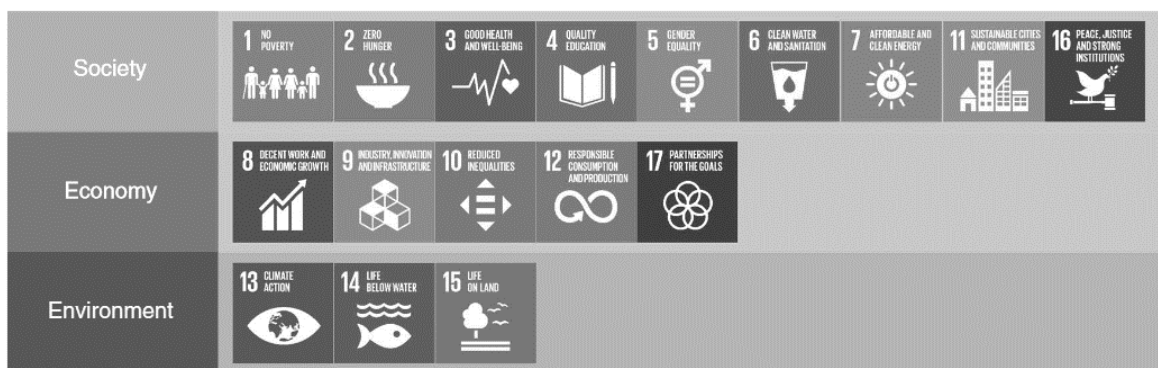 Society
1 NO
POVERTY
2 ZERO
HUNGER
3 GOOD HEALTH
AND WELL-BEING
4 QUALITY
EDUCATION
5 GENDER
EQUALITY
6 CLEAN WATER
AND SANITATION
7 AFFORDABLE AND
CLEAN ENERGY
11 SUSTAINABLE CITIES
AND COMMUNITIES
16 PEACE, JUSTICE
AND STRONG
INSTITUTIONS
Economy
8 DECENT WORK AND
ECONOMIC GROWTH
9 INDUSTRY, INNOVATION
AND INFRASTRUCTURE
10 REDUCED
INEQUALITIES
12 RESPONSIBLE
CONSUMPTION
AND PRODUCTION
17 PARTNERSHIPS
FOR THE GOALS
Environment
13 CLIMATE
ACTION
14 LIFE
BELOW WATER
15 LIFE
ON LAND